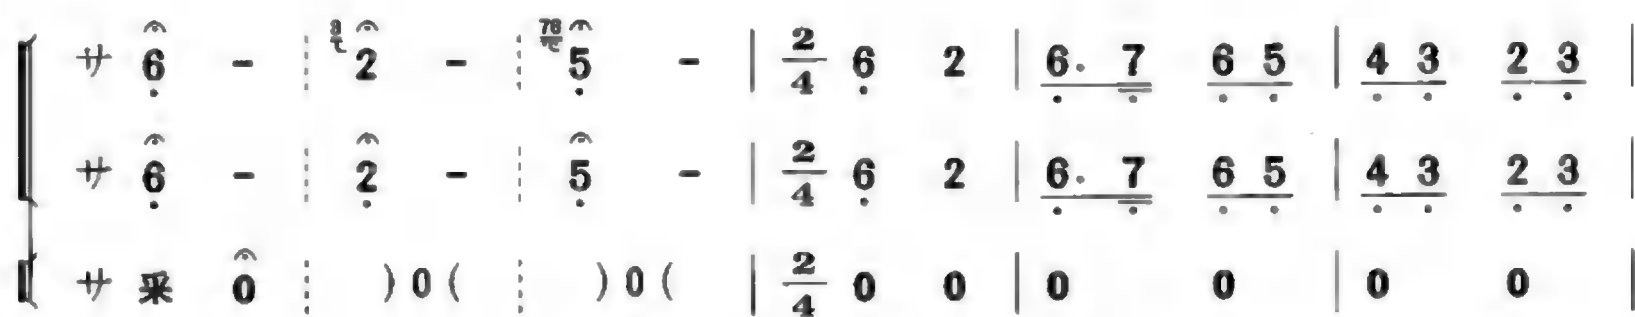 サ 6 - ┊ 2 - ┊ 5 - | 2/4 6 2 | 6. 7 6 5 | 4 3 2 3 |
サ 6 - ┊ 2 - ┊ 5 - | 2/4 6 2 | 6. 7 6 5 | 4 3 2 3 |
サ 采 0 ┊ )0( ┊ )0( | 2/4 0 0 | 0 0 | 0 0 |